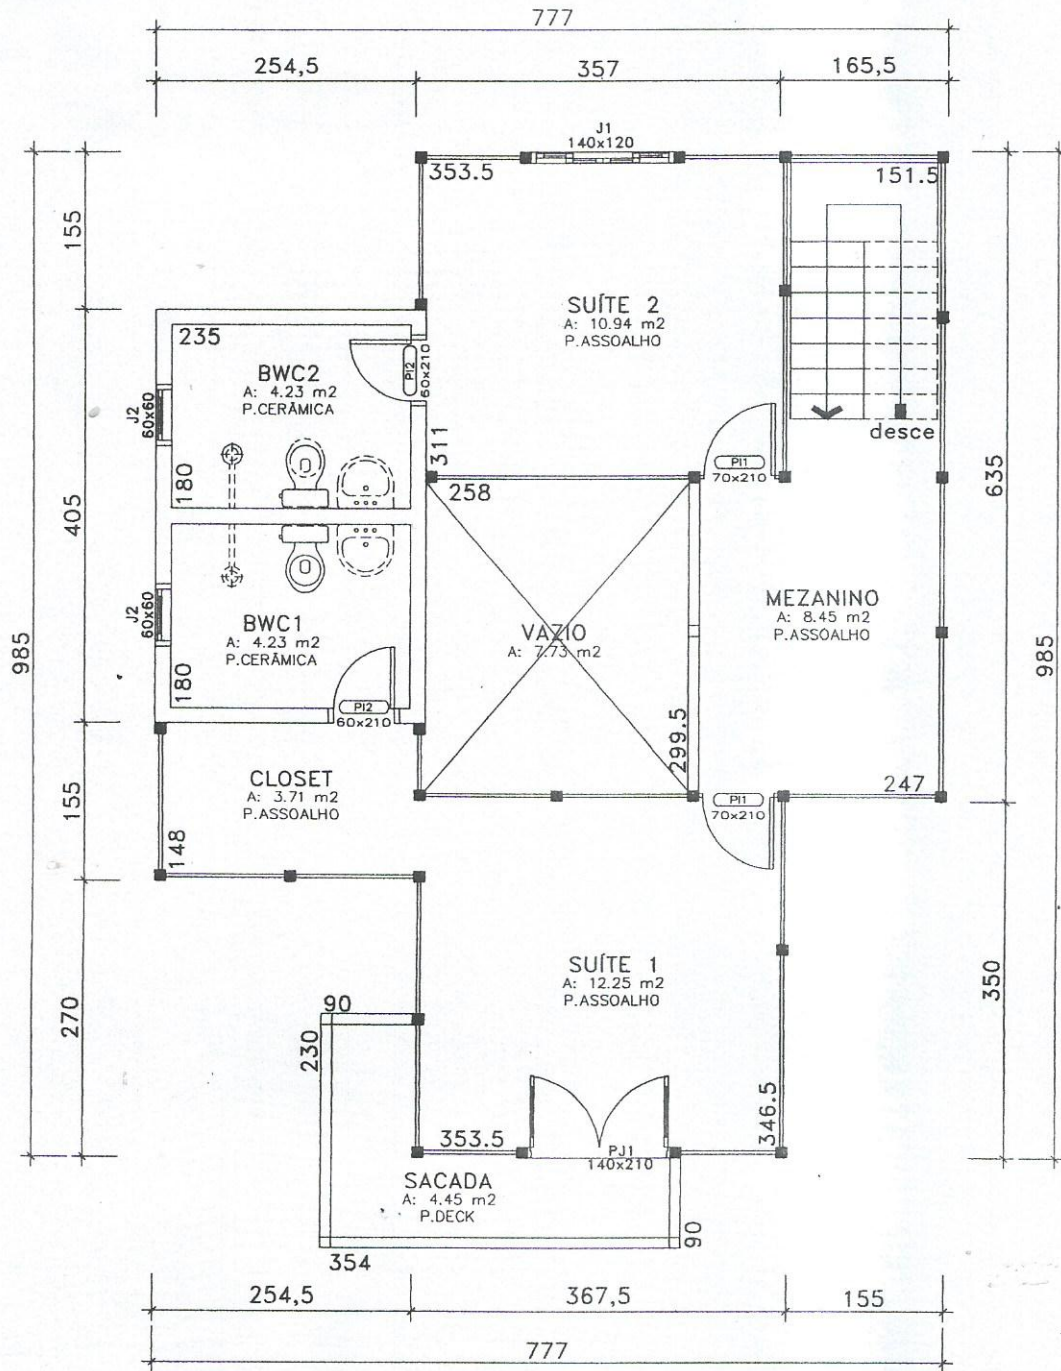 777
254,5
357
165,5
J1
140x120
353.5
151.5
155
SUÍTE 2
A: 10.94 m2
P.ASSOALHO
235
BWC2
A: 4.23 m2
P.CERÂMICA
PI2
60x210
J2
60x60
180
311
desce
PI1
70x210
258
405
635
985
985
J2
60x60
BWC1
A: 4.23 m2
P.CERÂMICA
180
PI2
60x210
VAZIO
A: 7.73 m2
299.5
MEZANINO
A: 8.45 m2
P.ASSOALHO
247
PI1
70x210
155
CLOSET
A: 3.71 m2
P.ASSOALHO
148
SUÍTE 1
A: 12.25 m2
P.ASSOALHO
270
350
90
230
346.5
353.5
PJ1
140x210
SACADA
A: 4.45 m2
P.DECK
90
354
254,5
367,5
155
777